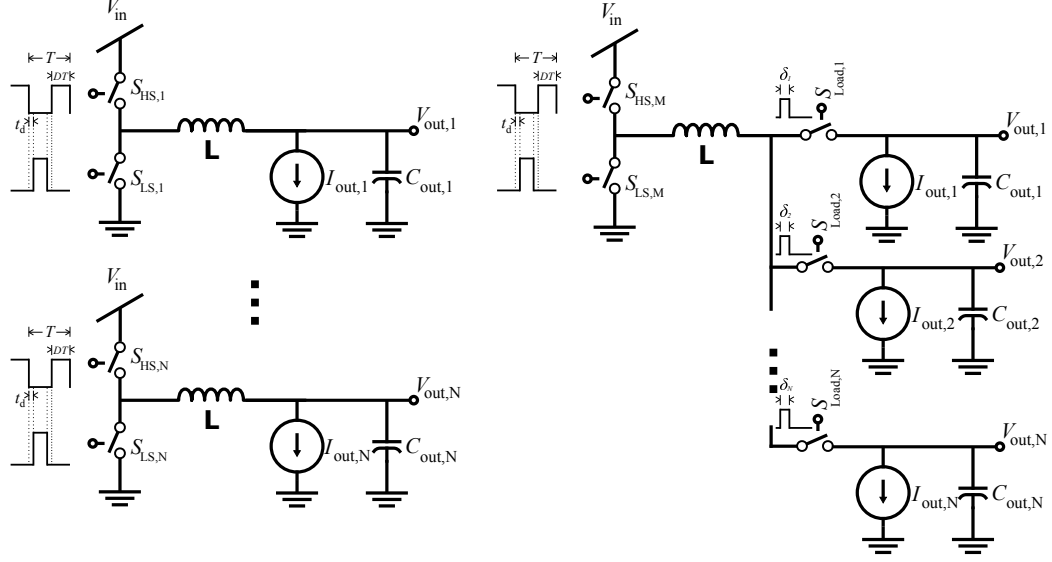 V_in
T
DT
S_HS,1
t_d
L
V_out,1
S_LS,1
I_out,1
C_out,1
V_in
T
DT
S_HS,N
t_d
L
V_out,N
S_LS,N
I_out,N
C_out,N
V_in
T
DT
S_HS,M
t_d
L
S_LS,M
δ_1
S_Load,1
V_out,1
I_out,1
C_out,1
δ_2
S_Load,2
V_out,2
I_out,2
C_out,2
δ_N
S_Load,N
V_out,N
I_out,N
C_out,N